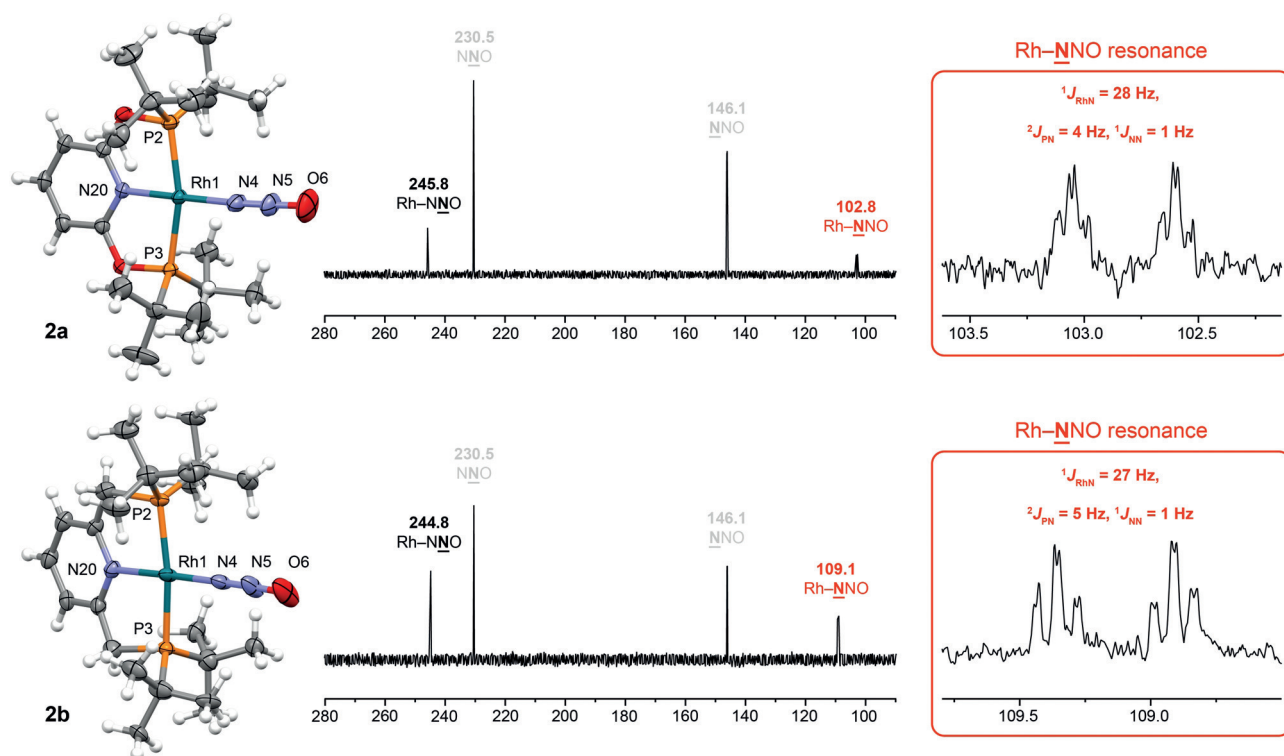 P2
N20
Rh1
N4
N5
O6
P3
2a
230.5
NNO
146.1
NNO
245.8
Rh–NNO
102.8
Rh–NNO
280 260 240 220 200 180 160 140 120 100
Rh–NNO resonance
¹J_RhN = 28 Hz,
²J_PN = 4 Hz, ¹J_NN = 1 Hz
103.5 103.0 102.5
P2
N20
Rh1
N4
N5
O6
P3
2b
230.5
NNO
146.1
NNO
244.8
Rh–NNO
109.1
Rh–NNO
280 260 240 220 200 180 160 140 120 100
Rh–NNO resonance
¹J_RhN = 27 Hz,
²J_PN = 5 Hz, ¹J_NN = 1 Hz
109.5 109.0